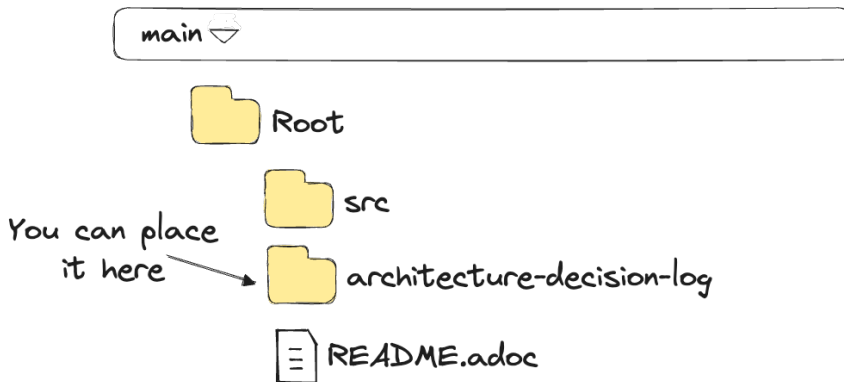 main
Root
src
You can place
it here
architecture-decision-log
README.adoc